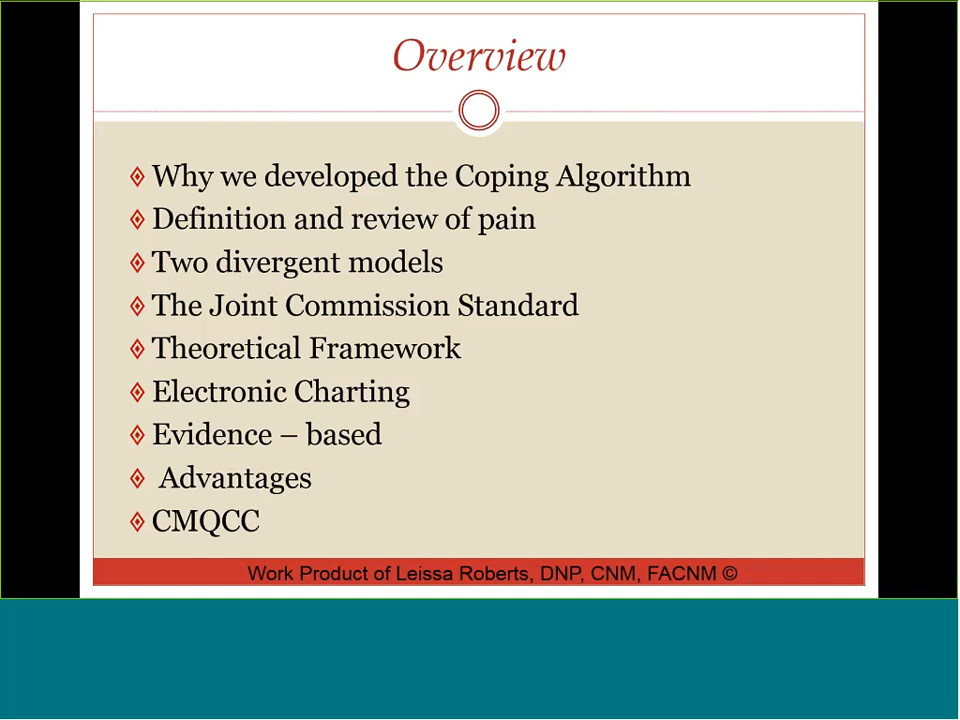 Overview
Why we developed the Coping Algorithm
Definition and review of pain
Two divergent models
The Joint Commission Standard
Theoretical Framework
Electronic Charting
Evidence – based
Advantages
CMQCC
Work Product of Leissa Roberts, DNP, CNM, FACNM ©